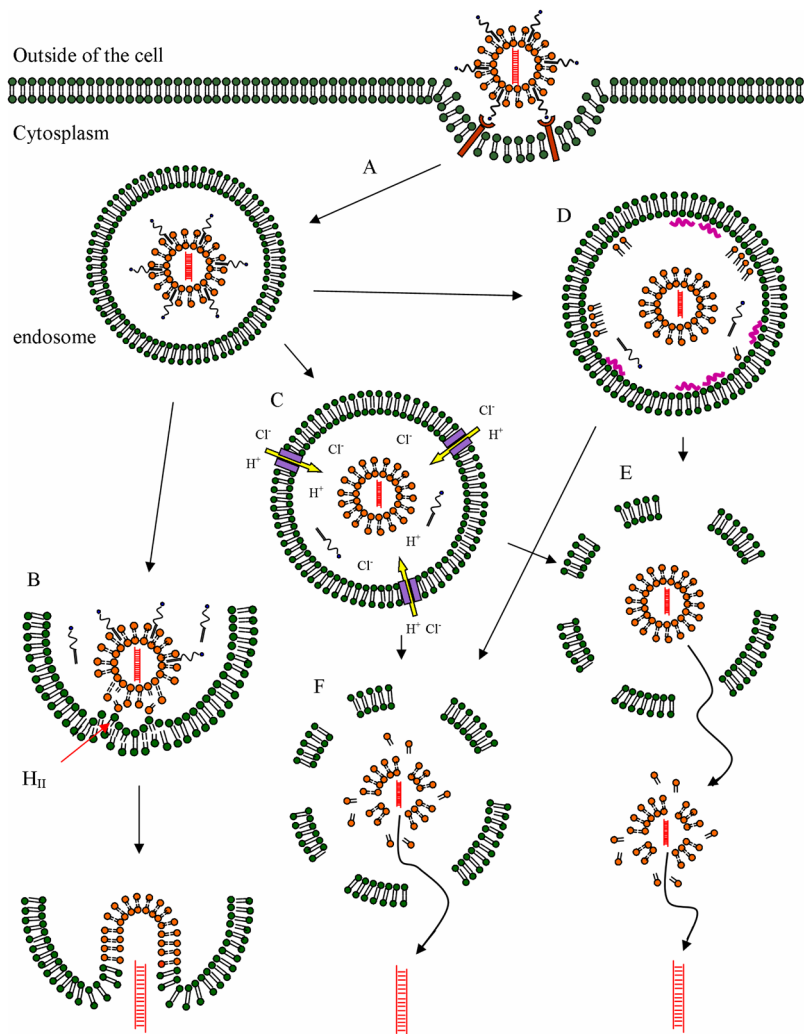 Outside of the cell
Cytosplasm
A
D
endosome
C
Cl-
Cl-
Cl-
Cl-
H+
H+
E
H+
H+
Cl-
B
H+ Cl-
F
HII